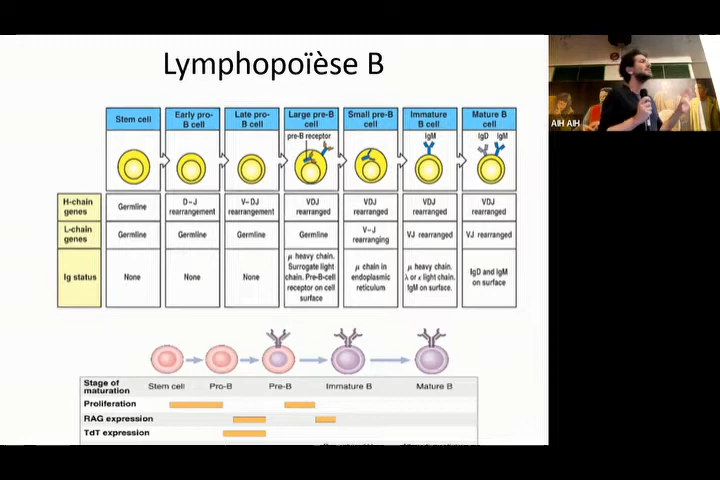 Lymphopoïèse B
AIH AIH
Stem cell
Early pro-
B cell
Late pro-
B cell
Large pre-B
cell
Small pre-B
cell
Immature
B cell
Mature B
cell
pre-B receptor
IgM
IgD IgM
H-chain
genes
Germline
D–J
rearrangement
V–DJ
rearrangement
VDJ
rearranged
VDJ
rearranged
VDJ
rearranged
VDJ
rearranged
L-chain
genes
Germline
Germline
Germline
Germline
V–J
rearranging
VJ rearranged
VJ rearranged
Ig status
None
None
None
μ heavy chain.
Surrogate light
chain. Pre-B-cell
receptor on cell
surface
μ chain in
endoplasmic
reticulum
μ heavy chain.
λ or κ light chain.
IgM on surface.
IgD and IgM
on surface
Stage of
maturation
Stem cell
Pro-B
Pre-B
Immature B
Mature B
Proliferation
RAG expression
TdT expression